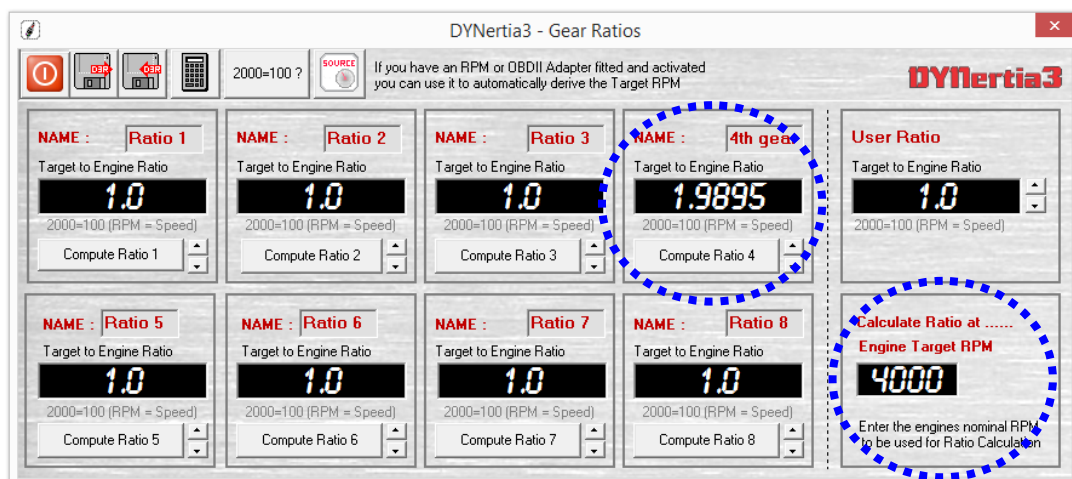 DYNertia3 - Gear Ratios
×
D3R
D3R
2000=100 ?
SOURCE
If you have an RPM or OBDII Adapter fitted and activated
you can use it to automatically derive the Target RPM
DYNertia3
NAME : Ratio 1
Target to Engine Ratio
1.0
2000=100 (RPM = Speed)
Compute Ratio 1
NAME : Ratio 2
Target to Engine Ratio
1.0
2000=100 (RPM = Speed)
Compute Ratio 2
NAME : Ratio 3
Target to Engine Ratio
1.0
2000=100 (RPM = Speed)
Compute Ratio 3
NAME : 4th gear
Target to Engine Ratio
1.9895
2000=100 (RPM = Speed)
Compute Ratio 4
User Ratio
Target to Engine Ratio
1.0
2000=100 (RPM = Speed)
NAME : Ratio 5
Target to Engine Ratio
1.0
2000=100 (RPM = Speed)
Compute Ratio 5
NAME : Ratio 6
Target to Engine Ratio
1.0
2000=100 (RPM = Speed)
Compute Ratio 6
NAME : Ratio 7
Target to Engine Ratio
1.0
2000=100 (RPM = Speed)
Compute Ratio 7
NAME : Ratio 8
Target to Engine Ratio
1.0
2000=100 (RPM = Speed)
Compute Ratio 8
Calculate Ratio at ......
Engine Target RPM
4000
Enter the engines nominal RPM
to be used for Ratio Calculation